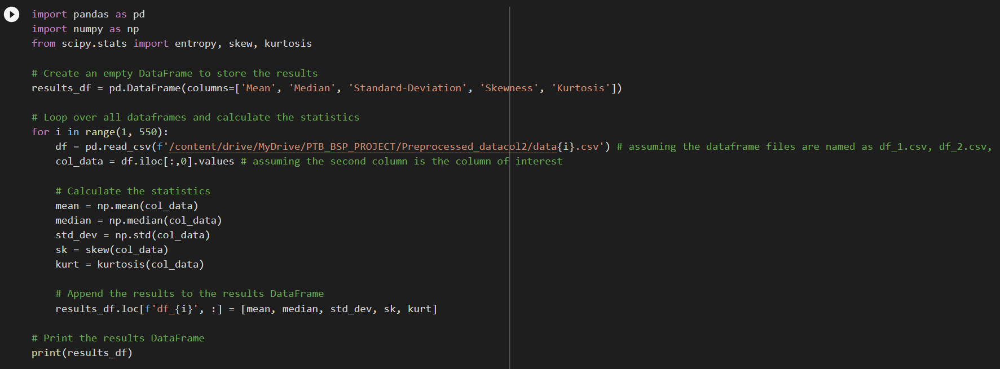 import pandas as pd
import numpy as np
from scipy.stats import entropy, skew, kurtosis
# Create an empty DataFrame to store the results
results_df = pd.DataFrame(columns=['Mean', 'Median', 'Standard-Deviation', 'Skewness', 'Kurtosis'])
# Loop over all dataframes and calculate the statistics
for i in range(1, 550):
    df = pd.read_csv(f'/content/drive/MyDrive/PTB_BSP_PROJECT/Preprocessed_datacol2/data{i}.csv') # assuming the dataframe files are named as df_1.csv, df_2.csv,
    col_data = df.iloc[:,0].values # assuming the second column is the column of interest
    # Calculate the statistics
    mean = np.mean(col_data)
    median = np.median(col_data)
    std_dev = np.std(col_data)
    sk = skew(col_data)
    kurt = kurtosis(col_data)
    # Append the results to the results DataFrame
    results_df.loc[f'df_{i}', :] = [mean, median, std_dev, sk, kurt]
# Print the results DataFrame
print(results_df)